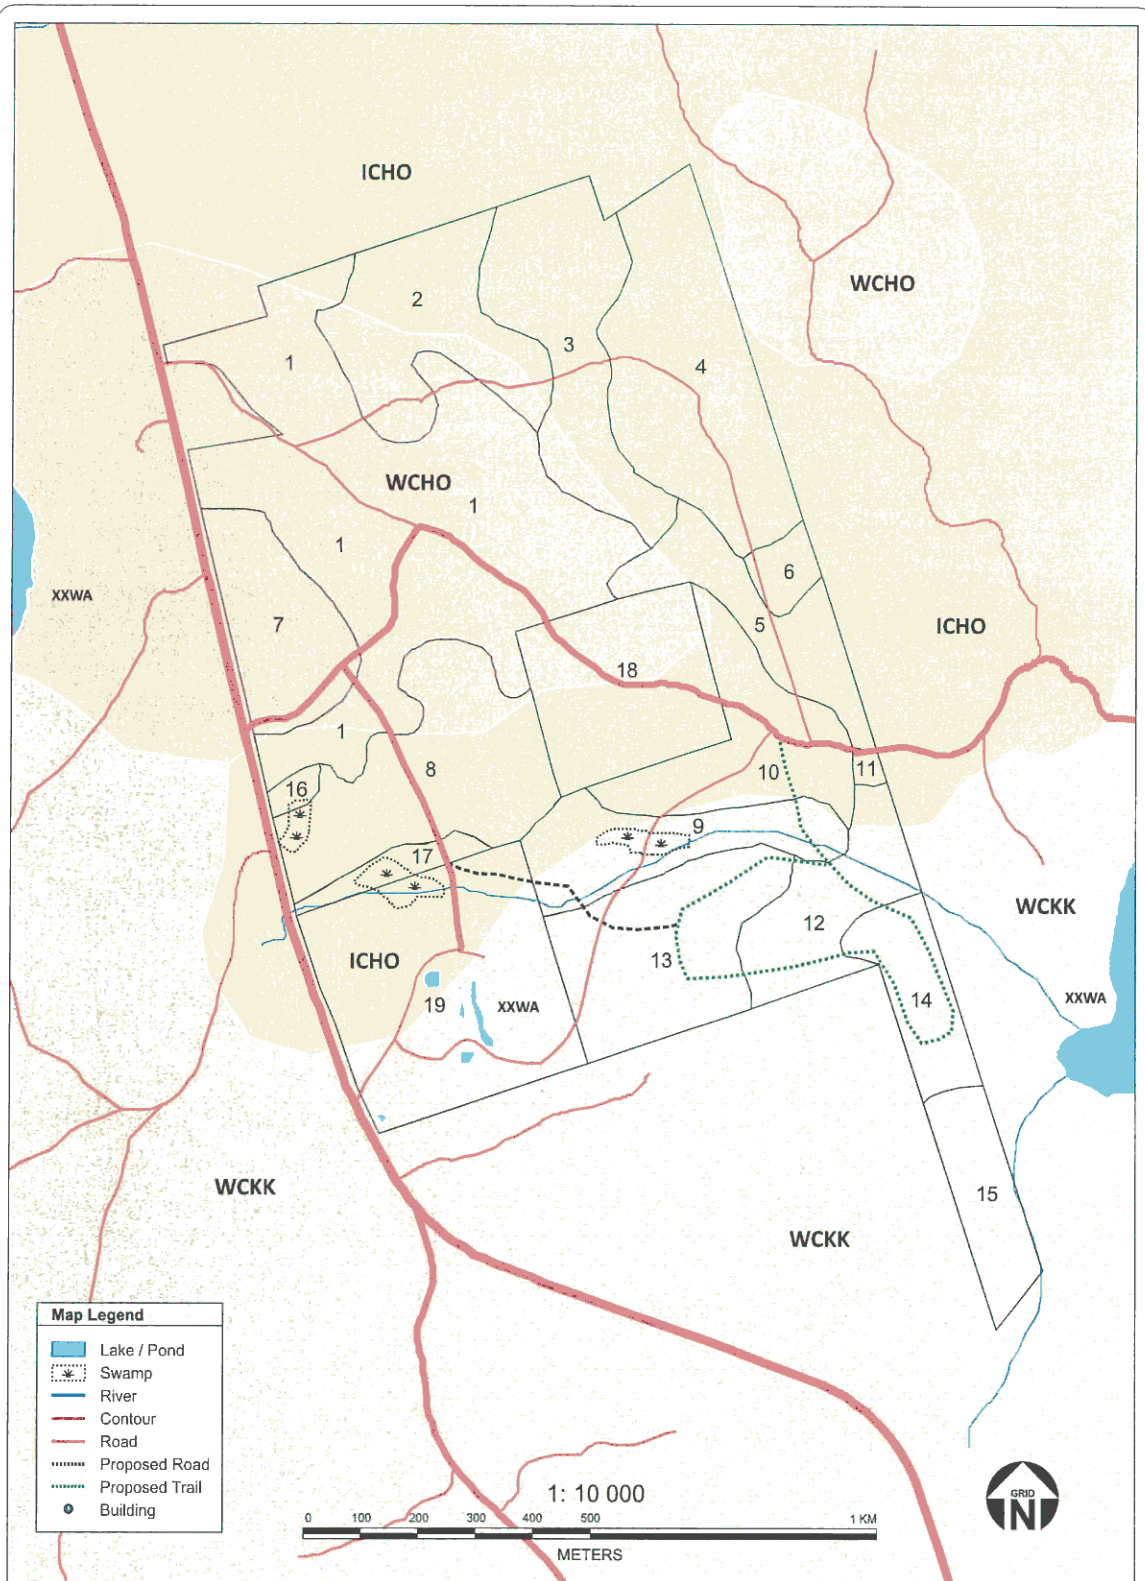 ICHO
WCHO
2
3
1
4
WCHO
1
1
6
XXWA
7
5
ICHO
18
1
8
10
11
16
9
17
WCKK
12
ICHO
13
19
XXWA
14
XXWA
WCKK
15
WCKK
Map Legend
Lake / Pond
Swamp
River
Contour
Road
Proposed Road
Proposed Trail
Building
1: 10 000
0 100 200 300 400 500 1 KM
METERS
GRID
N